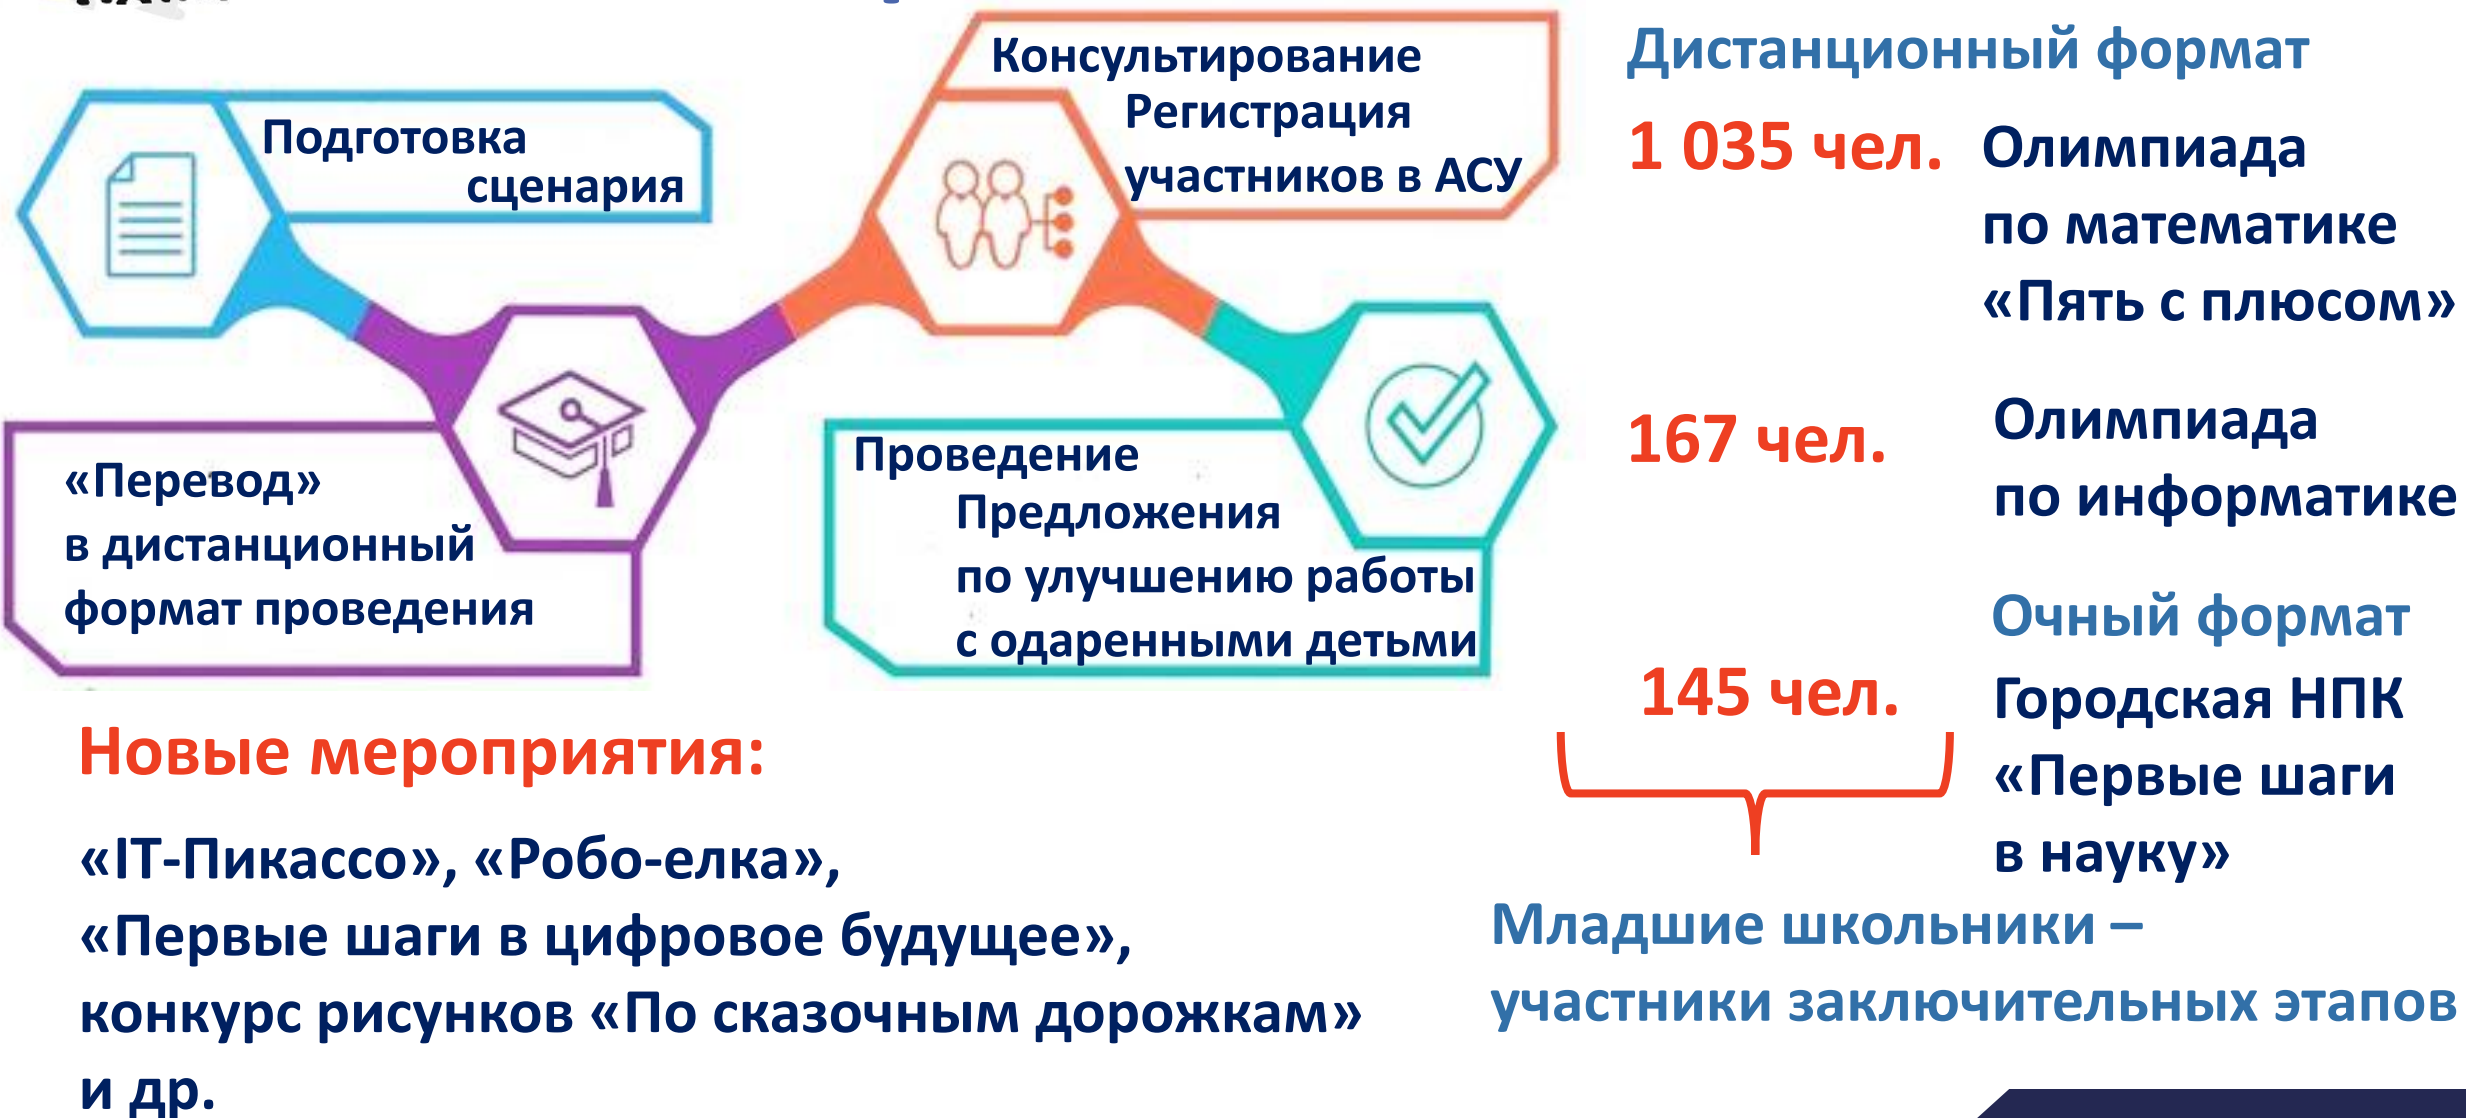 Подготовка
сценария
«Перевод»
в дистанционный
формат проведения
Консультирование
Регистрация
участников в АСУ
Проведение
Предложения
по улучшению работы
с одаренными детьми
Новые мероприятия:
«IT-Пикассо», «Робо-елка»,
«Первые шаги в цифровое будущее»,
конкурс рисунков «По сказочным дорожкам»
и др.
Дистанционный формат
1 035 чел.
Олимпиада
по математике
«Пять с плюсом»
167 чел.
Олимпиада
по информатике
Очный формат
145 чел.
Городская НПК
«Первые шаги
в науку»
Младшие школьники –
участники заключительных этапов